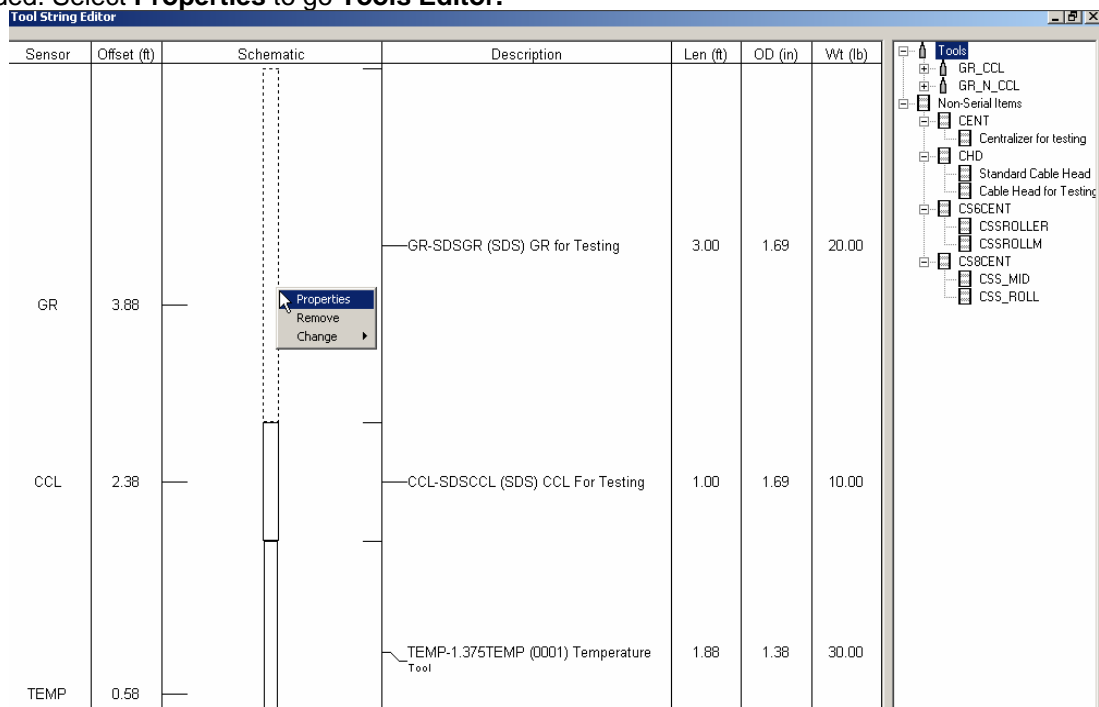 ded. Select Properties to go Tools Editor.
Tool String Editor
Sensor Offset (ft) Schematic Description Len (ft) OD (in) Wt (lb)
GR-SDSGR (SDS) GR for Testing 3.00 1.69 20.00
GR 3.88
Properties
Remove
Change
CCL 2.38 CCL-SDSCCL (SDS) CCL For Testing 1.00 1.69 10.00
TEMP-1.375TEMP (0001) Temperature 1.88 1.38 30.00
Tool
TEMP 0.58
Tools
GR_CCL
GR_N_CCL
Non-Serial Items
CENT
Centralizer for testing
CHD
Standard Cable Head
Cable Head for Testing
CS6CENT
CSSROLLER
CSSROLLM
CS8CENT
CSS_MID
CSS_ROLL